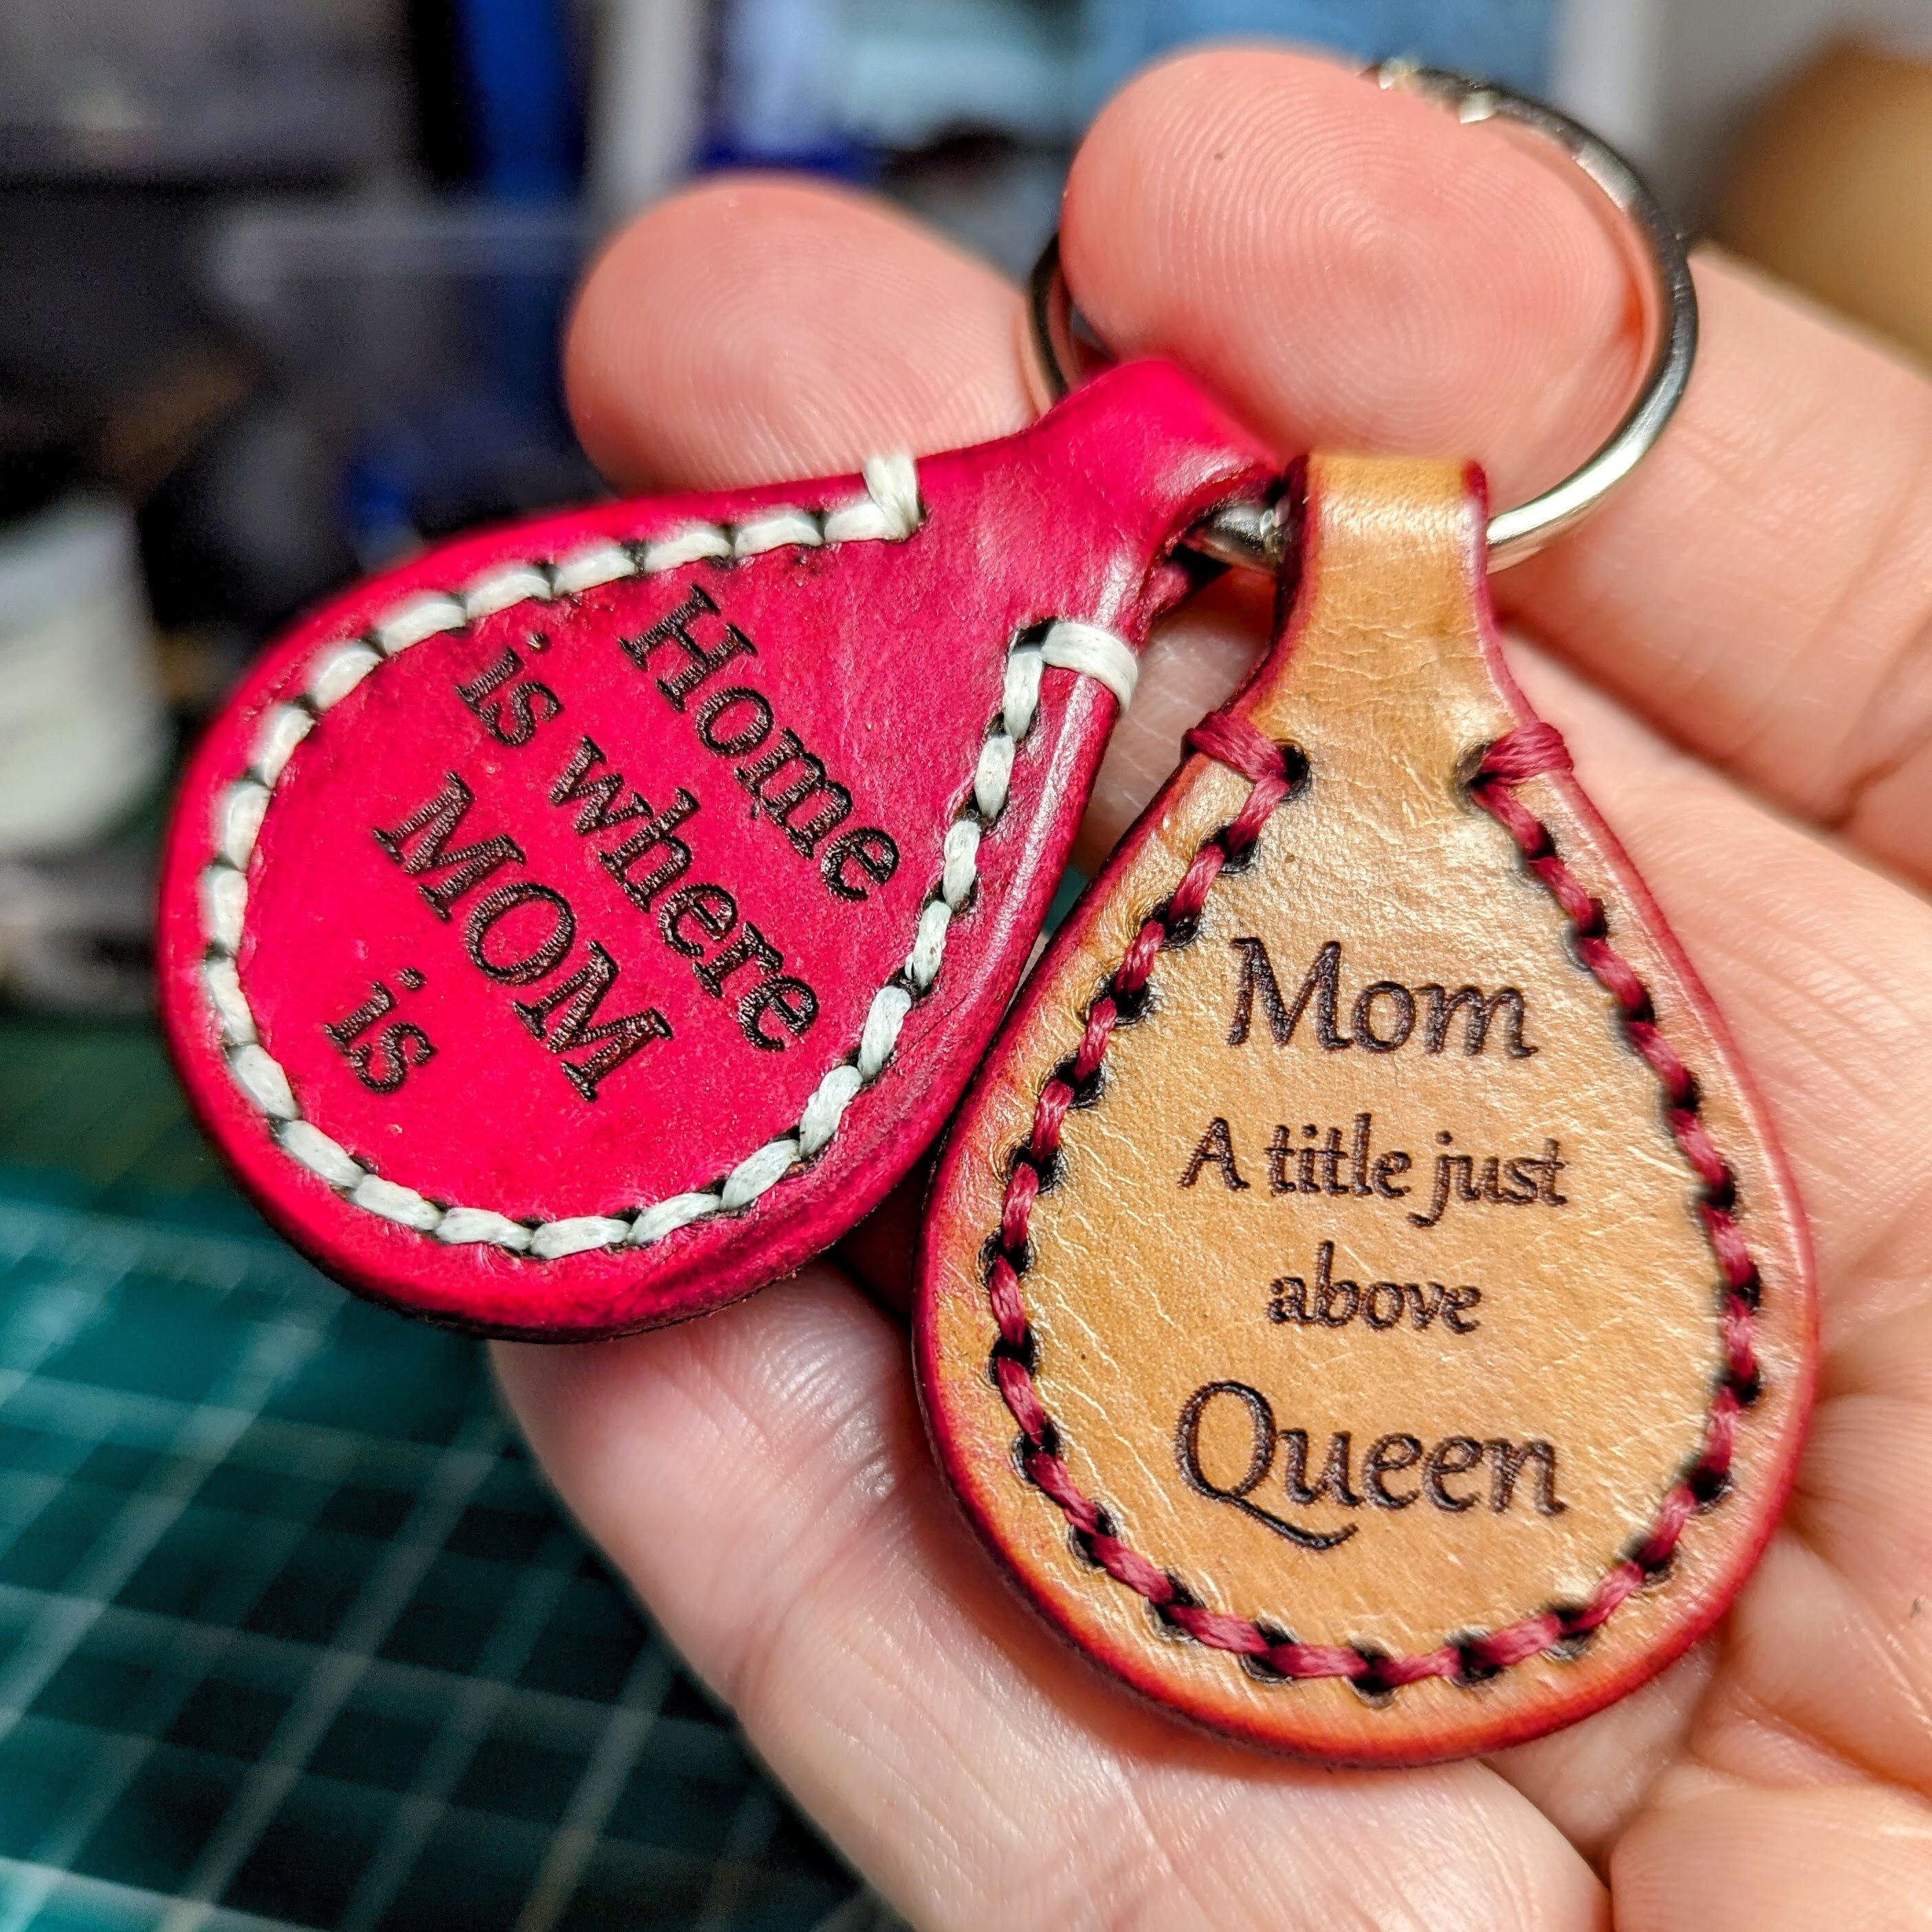 Home
is where
MOM
is
Mom
A title just
above
Queen